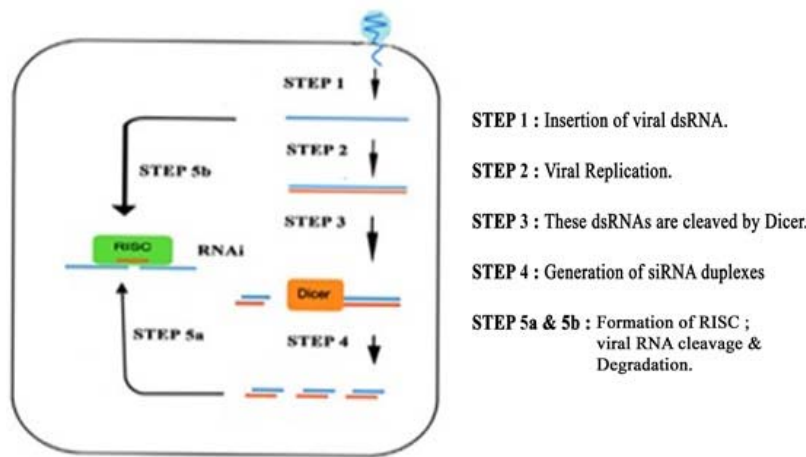 STEP 1
STEP 2
STEP 5b
STEP 3
RISC
RNAi
Dicer
STEP 5a
STEP 4
STEP 1 : Insertion of viral dsRNA.
STEP 2 : Viral Replication.
STEP 3 : These dsRNAs are cleaved by Dicer.
STEP 4 : Generation of siRNA duplexes
STEP 5a & 5b : Formation of RISC ;
viral RNA cleavage &
Degradation.